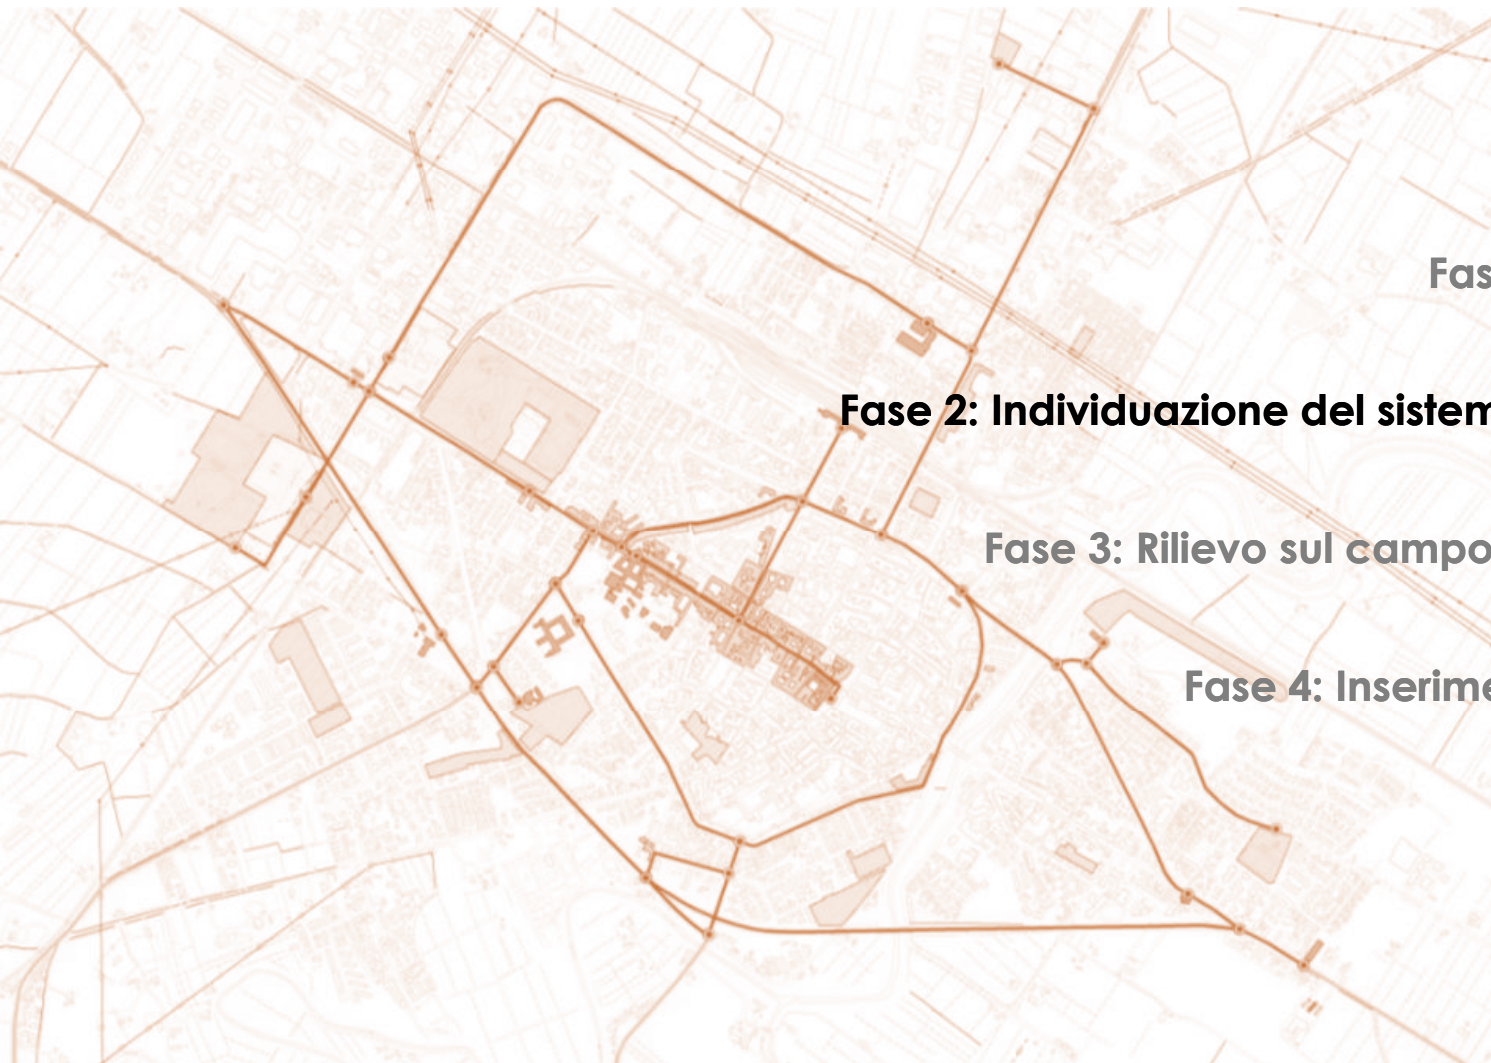 Fas
Fase 2: Individuazione del sistem
Fase 3: Rilievo sul campo
Fase 4: Inserime